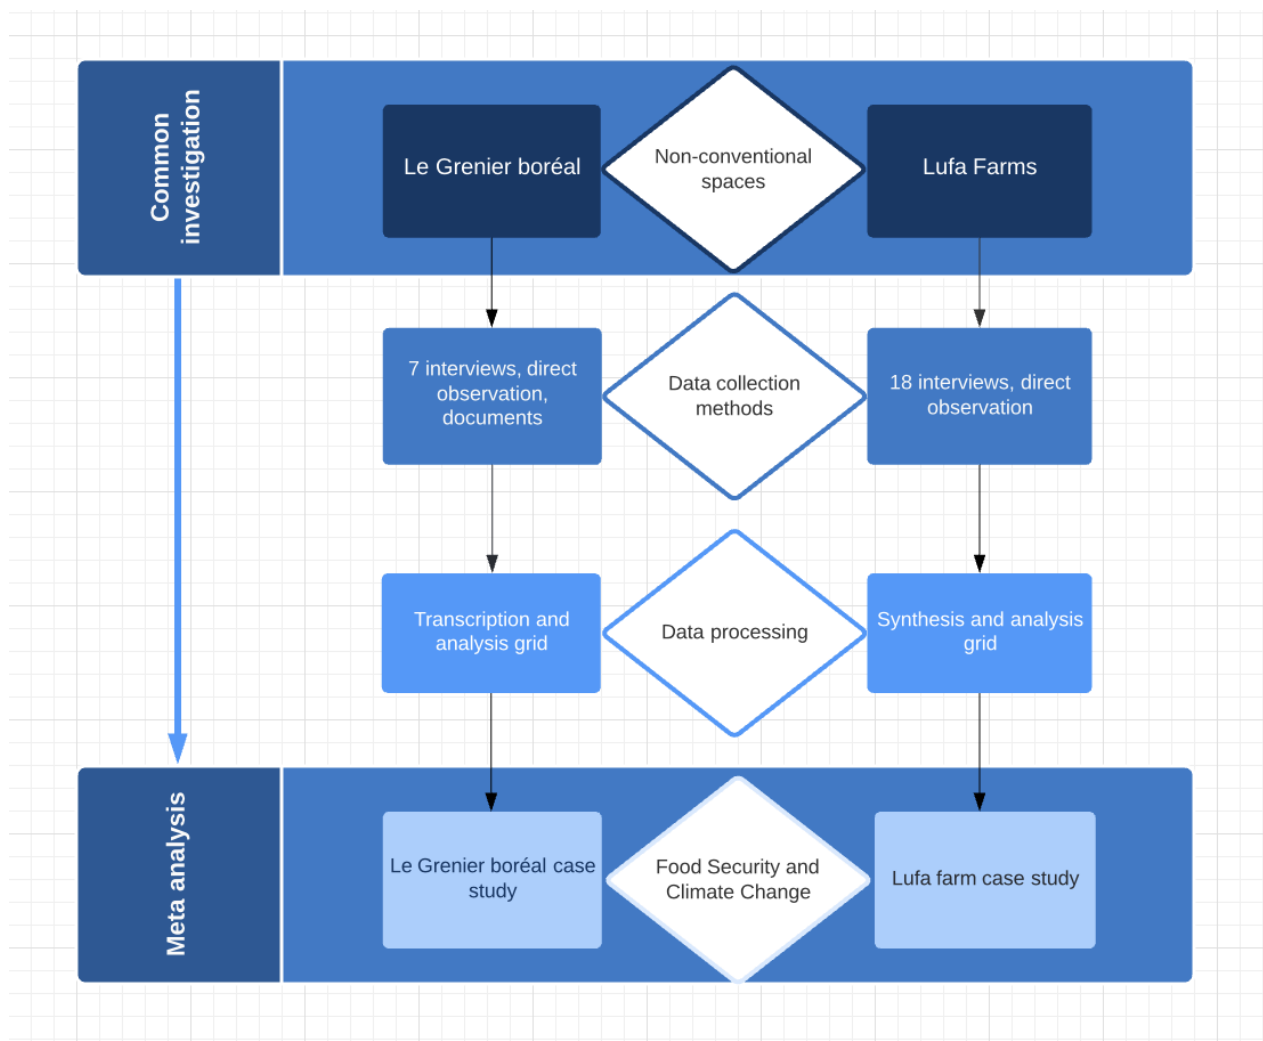 Common
investigation
Le Grenier boréal
Non-conventional
spaces
Lufa Farms
7 interviews, direct
observation,
documents
Data collection
methods
18 interviews, direct
observation
Transcription and
analysis grid
Data processing
Synthesis and analysis
grid
Meta analysis
Le Grenier boréal case
study
Food Security and
Climate Change
Lufa farm case study